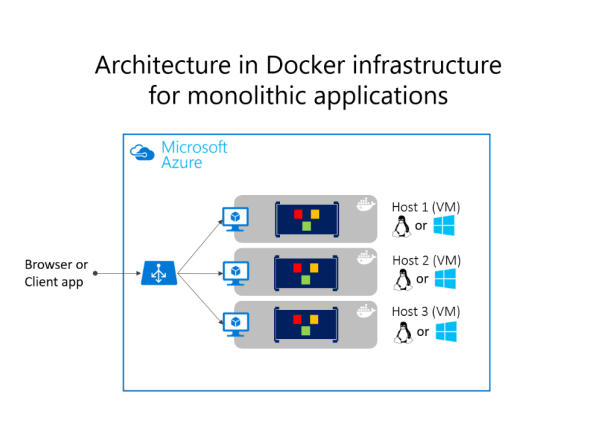 Architecture in Docker infrastructure
for monolithic applications
Microsoft
Azure
Browser or
Client app
Host 1 (VM)
or
Host 2 (VM)
or
Host 3 (VM)
or